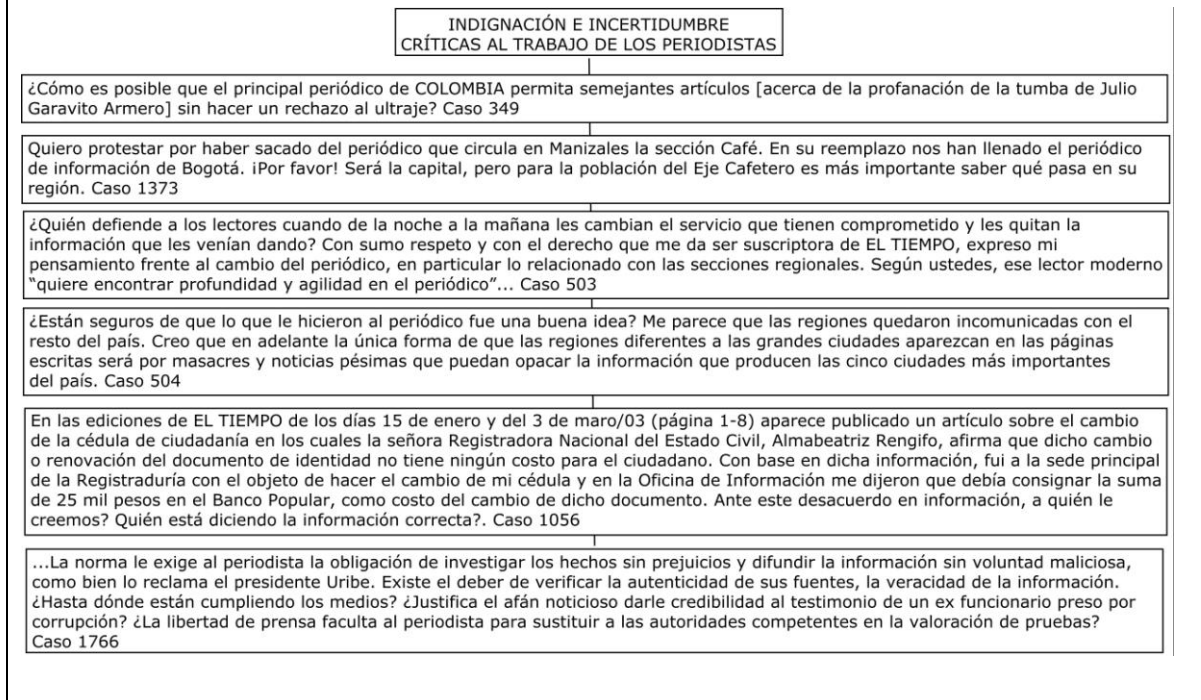 INDIGNACIÓN E INCERTIDUMBRE
CRÍTICAS AL TRABAJO DE LOS PERIODISTAS
¿Cómo es posible que el principal periódico de COLOMBIA permita semejantes artículos [acerca de la profanación de la tumba de Julio
Garavito Armero] sin hacer un rechazo al ultraje? Caso 349
Quiero protestar por haber sacado del periódico que circula en Manizales la sección Café. En su reemplazo nos han llenado el periódico
de información de Bogotá. ¡Por favor! Será la capital, pero para la población del Eje Cafetero es más importante saber qué pasa en su
región. Caso 1373
¿Quién defiende a los lectores cuando de la noche a la mañana les cambian el servicio que tienen comprometido y les quitan la
información que les venían dando? Con sumo respeto y con el derecho que me da ser suscriptora de EL TIEMPO, expreso mi
pensamiento frente al cambio del periódico, en particular lo relacionado con las secciones regionales. Según ustedes, ese lector moderno
“quiere encontrar profundidad y agilidad en el periódico”... Caso 503
¿Están seguros de que lo que le hicieron al periódico fue una buena idea? Me parece que las regiones quedaron incomunicadas con el
resto del país. Creo que en adelante la única forma de que las regiones diferentes a las grandes ciudades aparezcan en las páginas
escritas será por masacres y noticias pésimas que puedan opacar la información que producen las cinco ciudades más importantes
del país. Caso 504
En las ediciones de EL TIEMPO de los días 15 de enero y del 3 de maro/03 (página 1-8) aparece publicado un artículo sobre el cambio
de la cédula de ciudadanía en los cuales la señora Registradora Nacional del Estado Civil, Almabeatriz Rengifo, afirma que dicho cambio
o renovación del documento de identidad no tiene ningún costo para el ciudadano. Con base en dicha información, fui a la sede principal
de la Registraduría con el objeto de hacer el cambio de mi cédula y en la Oficina de Información me dijeron que debía consignar la suma
de 25 mil pesos en el Banco Popular, como costo del cambio de dicho documento. Ante este desacuerdo en información, a quién le
creemos? Quién está diciendo la información correcta?. Caso 1056
...La norma le exige al periodista la obligación de investigar los hechos sin prejuicios y difundir la información sin voluntad maliciosa,
como bien lo reclama el presidente Uribe. Existe el deber de verificar la autenticidad de sus fuentes, la veracidad de la información.
¿Hasta dónde están cumpliendo los medios? ¿Justifica el afán noticioso darle credibilidad al testimonio de un ex funcionario preso por
corrupción? ¿La libertad de prensa faculta al periodista para sustituir a las autoridades competentes en la valoración de pruebas?
Caso 1766